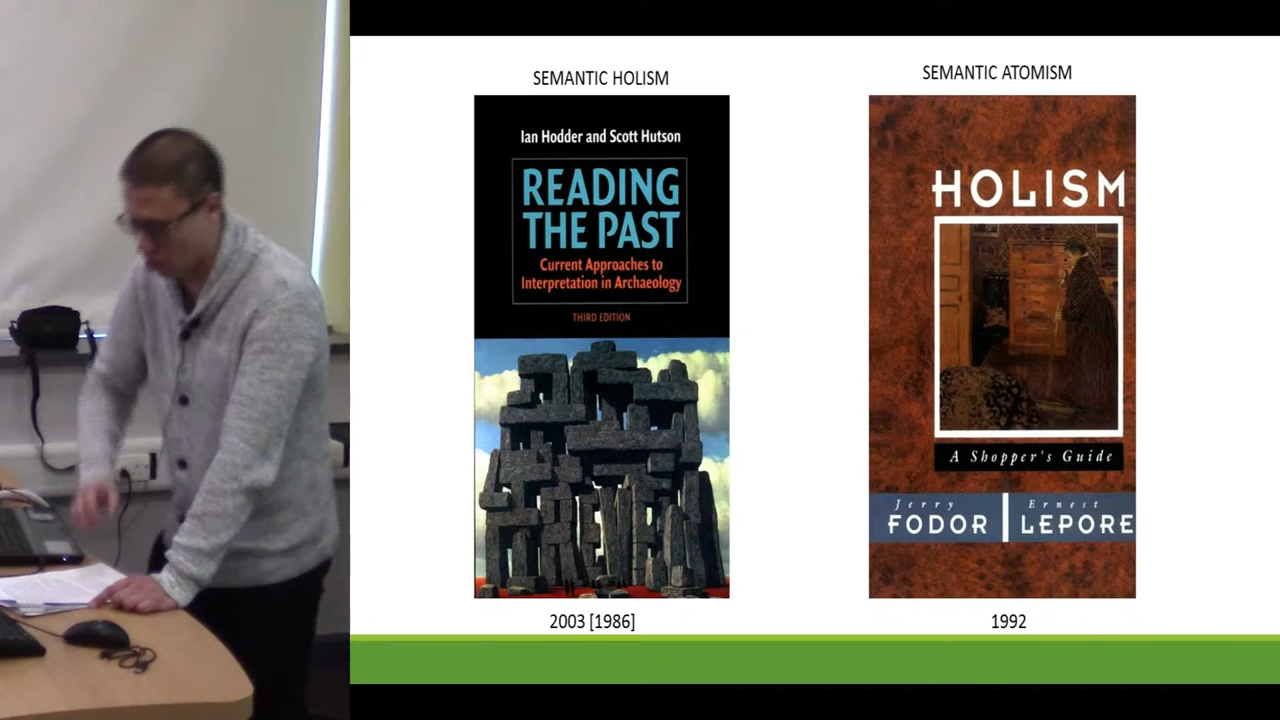 SEMANTIC HOLISM
Ian Hodder and Scott Hutson
READING
THE PAST
Current Approaches to
Interpretation in Archaeology
THIRD EDITION
2003 [1986]
SEMANTIC ATOMISM
HOLISM
A Shopper's Guide
Jerry
FODOR
Ernest
LEPORE
1992